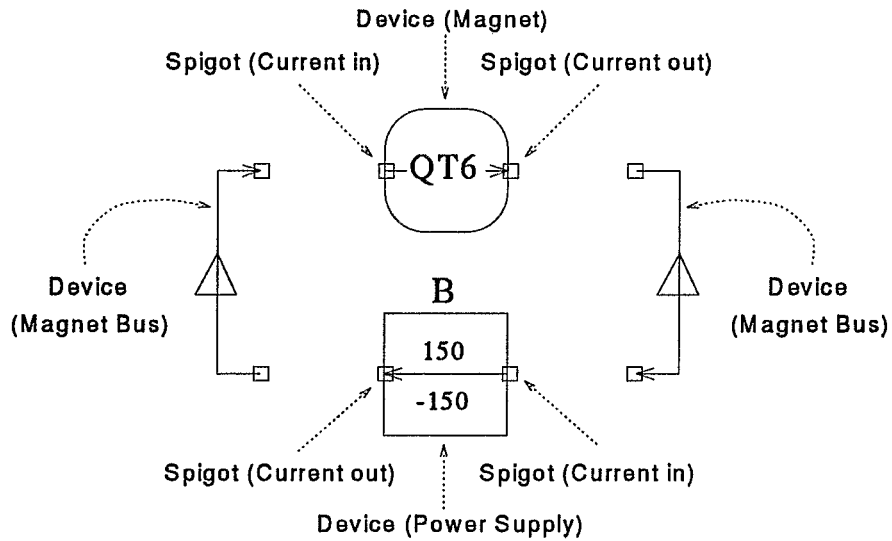 Device (Magnet)
Spigot (Current in)
Spigot (Current out)
QT6
Device
(Magnet Bus)
B
Device
(Magnet Bus)
150
-150
Spigot (Current out)
Spigot (Current in)
Device (Power Supply)